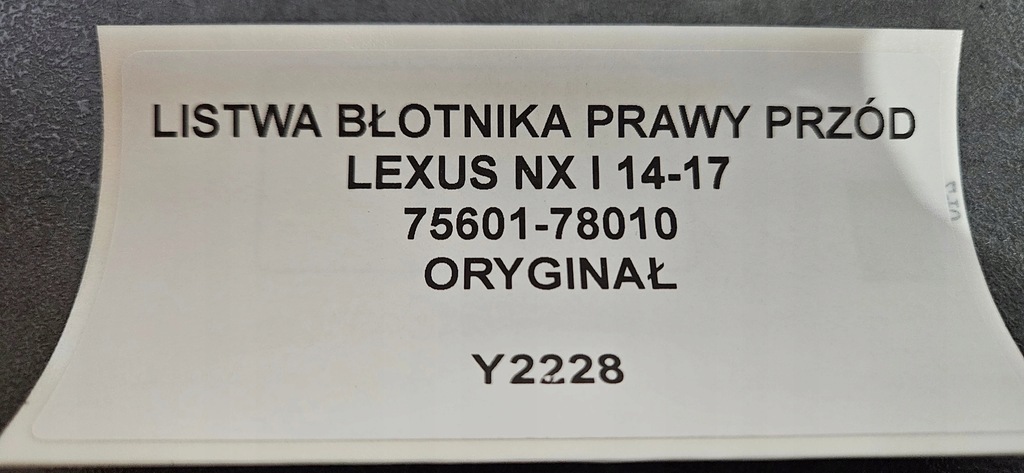 LISTWA BŁOTNIKA PRAWY PRZÓD
LEXUS NX I 14-17
75601-78010
ORYGINAŁ
Y2228